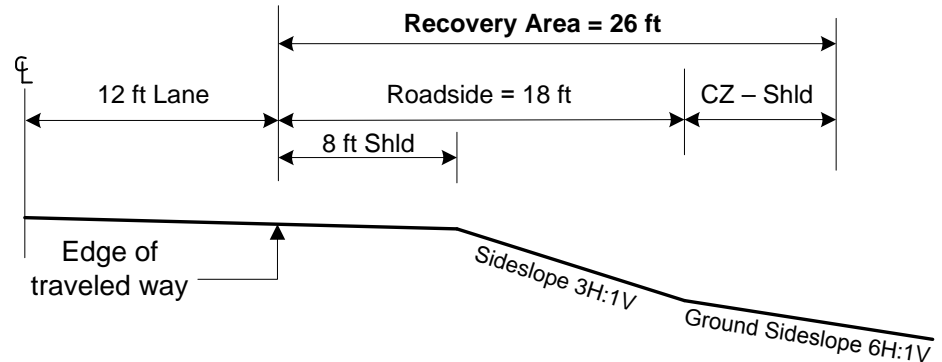 Recovery Area = 26 ft
℄
12 ft Lane
Roadside = 18 ft
CZ – Shld
8 ft Shld
Edge of
traveled way
Sideslope 3H:1V
Ground Sideslope 6H:1V